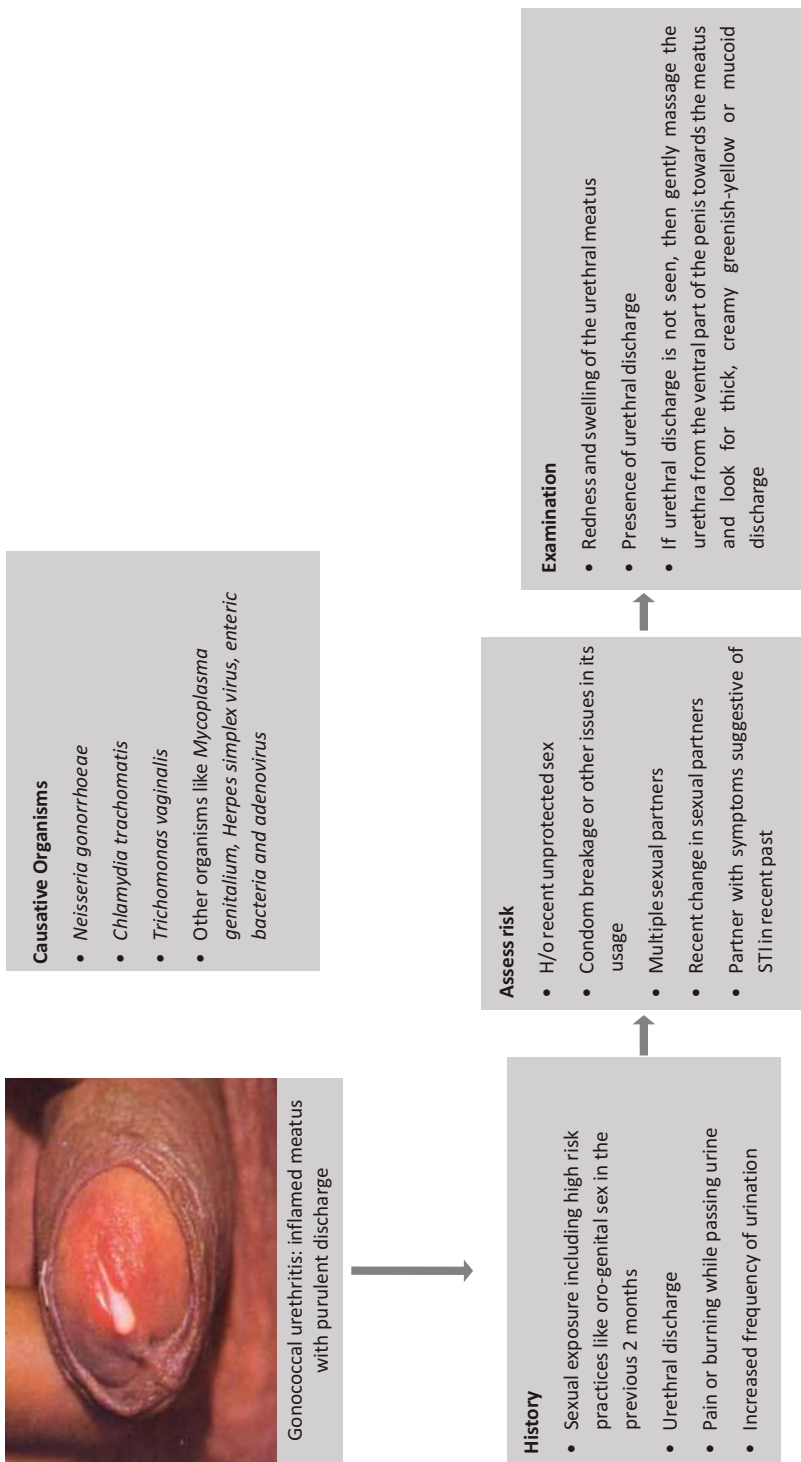 Gonococcal urethritis: inflamed meatus
with purulent discharge
Causative Organisms
• Neisseria gonorrhoeae
• Chlamydia trachomatis
• Trichomonas vaginalis
• Other organisms like Mycoplasma
genitalium, Herpes simplex virus, enteric
bacteria and adenovirus
History
• Sexual exposure including high risk
practices like oro-genital sex in the
previous 2 months
• Urethral discharge
• Pain or burning while passing urine
• Increased frequency of urination
Assess risk
• H/o recent unprotected sex
• Condom breakage or other issues in its
usage
• Multiple sexual partners
• Recent change in sexual partners
• Partner with symptoms suggestive of
STI in recent past
Examination
• Redness and swelling of the urethral meatus
• Presence of urethral discharge
• If urethral discharge is not seen, then gently massage the
urethra from the ventral part of the penis towards the meatus
and look for thick, creamy greenish-yellow or mucoid
discharge